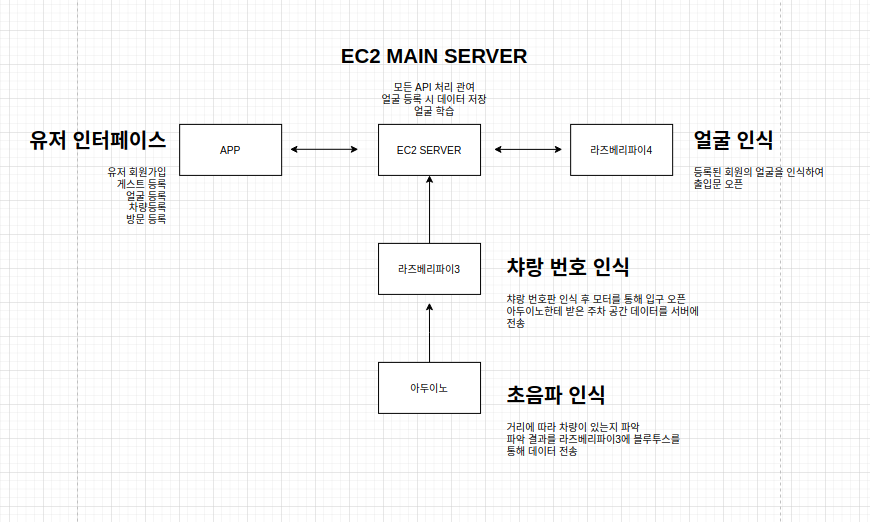 EC2 MAIN SERVER
모든 API 처리 관여
얼굴 등록 시 데이터 저장
얼굴 학습
유저 인터페이스
유저 회원가입
게스트 등록
얼굴 등록
차량등록
방문 등록
APP
EC2 SERVER
라즈베리파이4
얼굴 인식
등록된 회원의 얼굴을 인식하여
출입문 오픈
라즈베리파이3
챠랑 번호 인식
챠랑 번호판 인식 후 모터를 통해 입구 오픈
아두이노한테 받은 주차 공간 데이터를 서버에
전송
아두이노
초음파 인식
거리에 따라 차량이 있는지 파악
파악 결과를 라즈베리파이3에 블루투스를
통해 데이터 전송